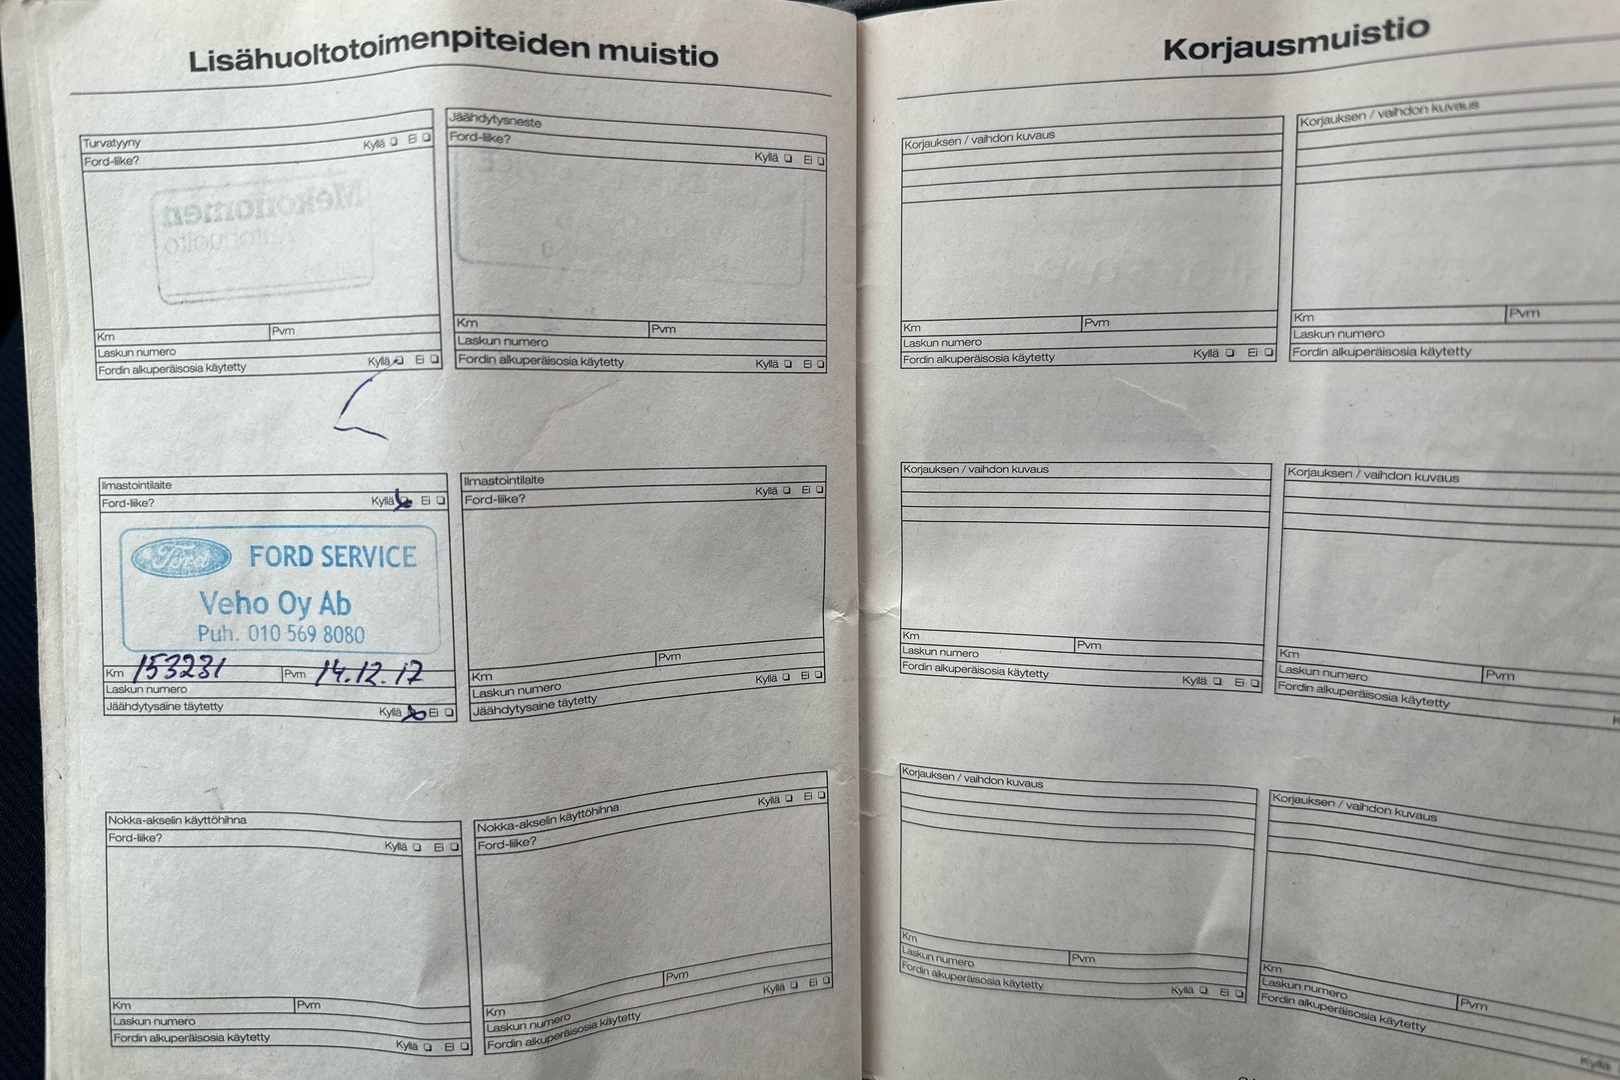 Lisähuoltotoimenpiteiden muistio
Turvatyyny
Ford-liike? Kyllä Ei
Km Pvm
Laskun numero
Fordin alkuperäisosia käytetty Kyllä Ei
Jäähdytysneste
Ford-liike? Kyllä Ei
Km Pvm
Laskun numero
Fordin alkuperäisosia käytetty Kyllä Ei
Ilmastointilaite
Ford-liike? Kyllä Ei
Ford FORD SERVICE
Veho Oy Ab
Puh. 010 569 8080
Km 153231 Pvm 14.12.17
Laskun numero
Jäähdytysaine täytetty Kyllä Ei
Ilmastointilaite
Ford-liike? Kyllä Ei
Km Pvm
Laskun numero
Jäähdytysaine täytetty Kyllä Ei
Nokka-akselin käyttöhihna
Ford-liike? Kyllä Ei
Km Pvm
Laskun numero
Fordin alkuperäisosia käytetty Kyllä Ei
Nokka-akselin käyttöhihna
Ford-liike? Kyllä Ei
Km Pvm
Laskun numero
Fordin alkuperäisosia käytetty Kyllä Ei
Korjausmuistio
Korjauksen / vaihdon kuvaus
Km Pvm
Laskun numero
Fordin alkuperäisosia käytetty Kyllä Ei
Korjauksen / vaihdon kuvaus
Km Pvm
Laskun numero
Fordin alkuperäisosia käytetty
Korjauksen / vaihdon kuvaus
Km Pvm
Laskun numero
Fordin alkuperäisosia käytetty Kyllä Ei
Korjauksen / vaihdon kuvaus
Km Pvm
Laskun numero
Fordin alkuperäisosia käytetty
Korjauksen / vaihdon kuvaus
Km Pvm
Laskun numero
Fordin alkuperäisosia käytetty Kyllä Ei
Korjauksen / vaihdon kuvaus
Km Pvm
Laskun numero
Fordin alkuperäisosia käytetty Kyllä